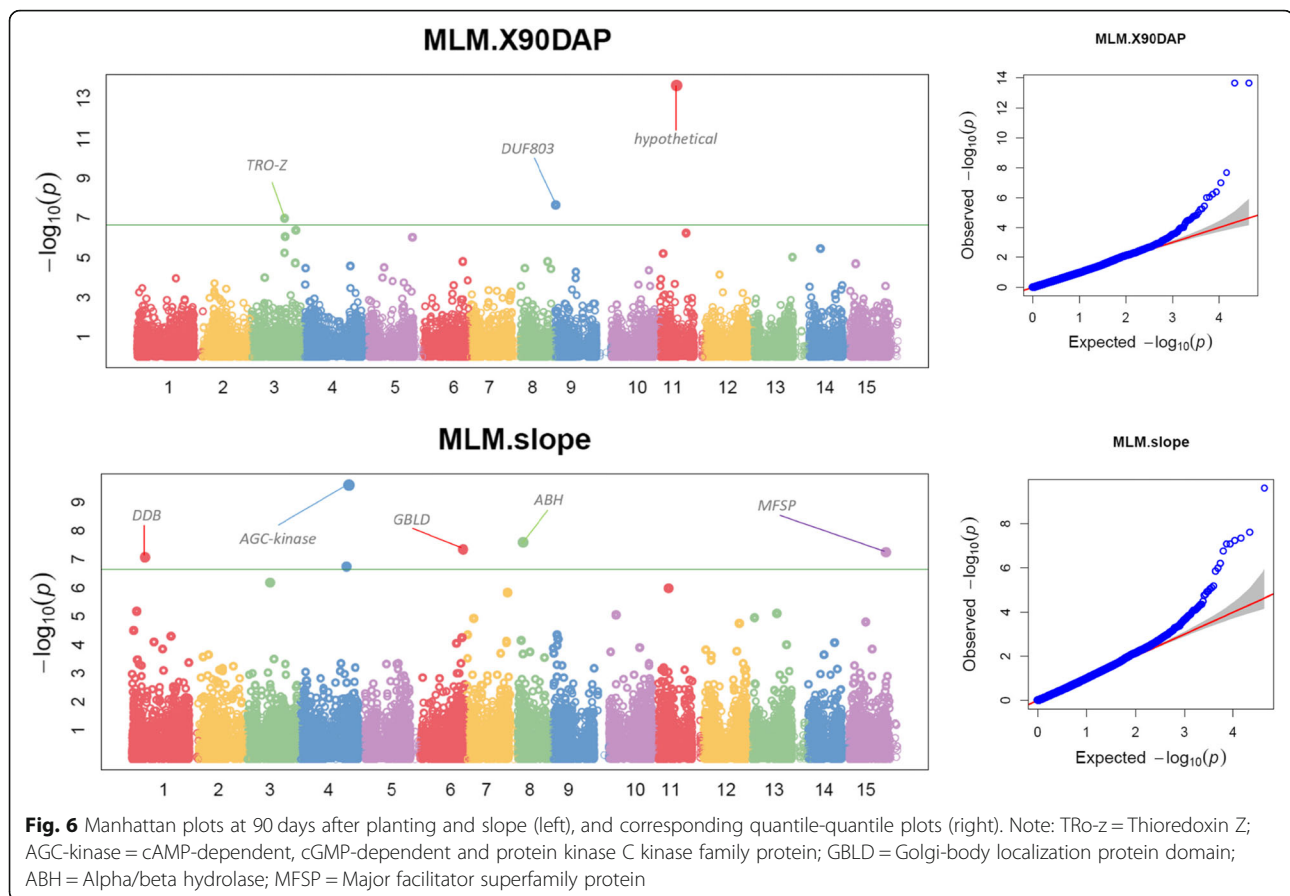 MLM.X90DAP
−log10(p)
13
11
9
7
5
3
1
TRO-Z
DUF803
hypothetical
1 2 3 4 5 6 7 8 9 10 11 12 13 14 15
MLM.X90DAP
Observed −log10(p)
14
12
10
8
6
4
2
0
0 1 2 3 4
Expected −log10(p)
MLM.slope
−log10(p)
9
8
7
6
5
4
3
2
1
DDB
AGC-kinase
GBLD
ABH
MFSP
1 2 3 4 5 6 7 8 9 10 11 12 13 14 15
MLM.slope
Observed −log10(p)
8
6
4
2
0
0 1 2 3 4
Expected −log10(p)
Fig. 6 Manhattan plots at 90 days after planting and slope (left), and corresponding quantile-quantile plots (right). Note: TRo-z = Thioredoxin Z;
AGC-kinase = cAMP-dependent, cGMP-dependent and protein kinase C kinase family protein; GBLD = Golgi-body localization protein domain;
ABH = Alpha/beta hydrolase; MFSP = Major facilitator superfamily protein